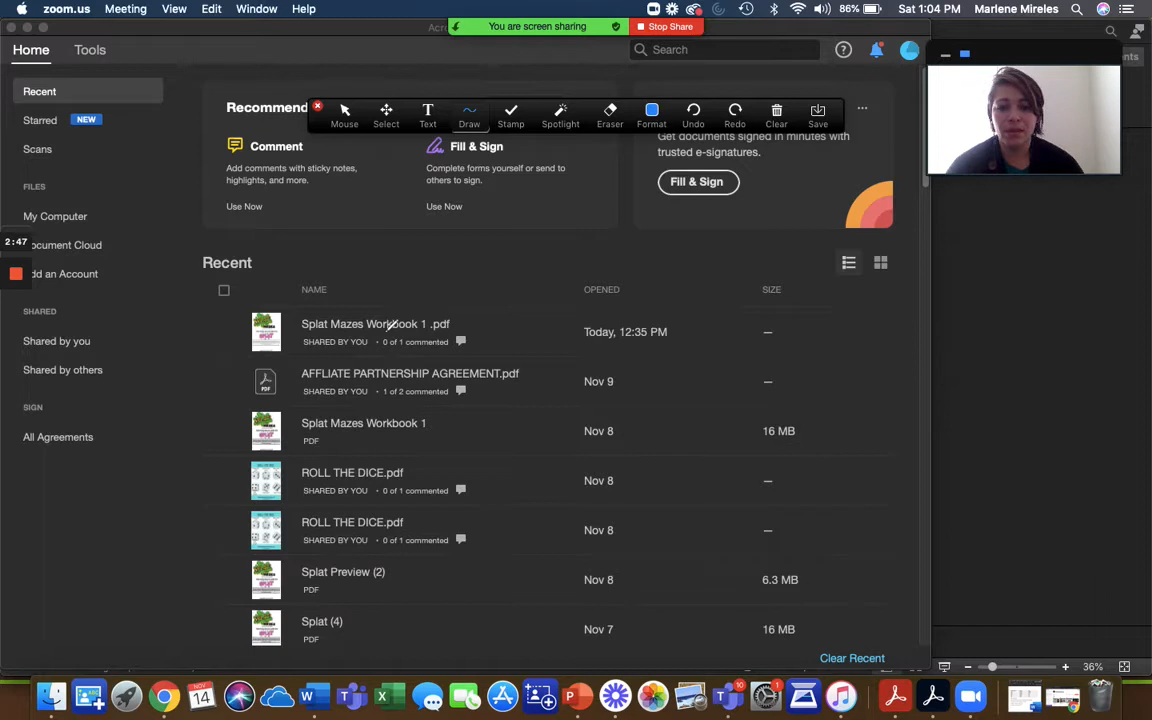 zoom.us Meeting View Edit Window Help 86% Sat 1:04 PM Marlene Mireles
You are screen sharing Stop Share
Home Tools Search
Mouse Select Text Draw Stamp Spotlight Eraser Format Undo Redo Clear Save
Recent
Starred NEW
Scans
FILES
My Computer
ocument Cloud
2:47
dd an Account
SHARED
Shared by you
Shared by others
SIGN
All Agreements
Recommend
Comment
Add comments with sticky notes,
highlights, and more.
Use Now
Fill & Sign
Complete forms yourself or send to
others to sign.
Use Now
Get documents signed in minutes with
trusted e-signatures.
Fill & Sign
Recent
NAME OPENED SIZE
Splat Mazes Workbook 1 .pdf Today, 12:35 PM —
SHARED BY YOU • 0 of 1 commented
AFFLIATE PARTNERSHIP AGREEMENT.pdf Nov 9 —
SHARED BY YOU • 1 of 2 commented
Splat Mazes Workbook 1 Nov 8 16 MB
PDF
ROLL THE DICE.pdf Nov 8 —
SHARED BY YOU • 0 of 1 commented
ROLL THE DICE.pdf Nov 8 —
SHARED BY YOU • 0 of 1 commented
Splat Preview (2) Nov 8 6.3 MB
PDF
Splat (4) Nov 7 16 MB
PDF
Clear Recent
36%
NOV
14
10
1